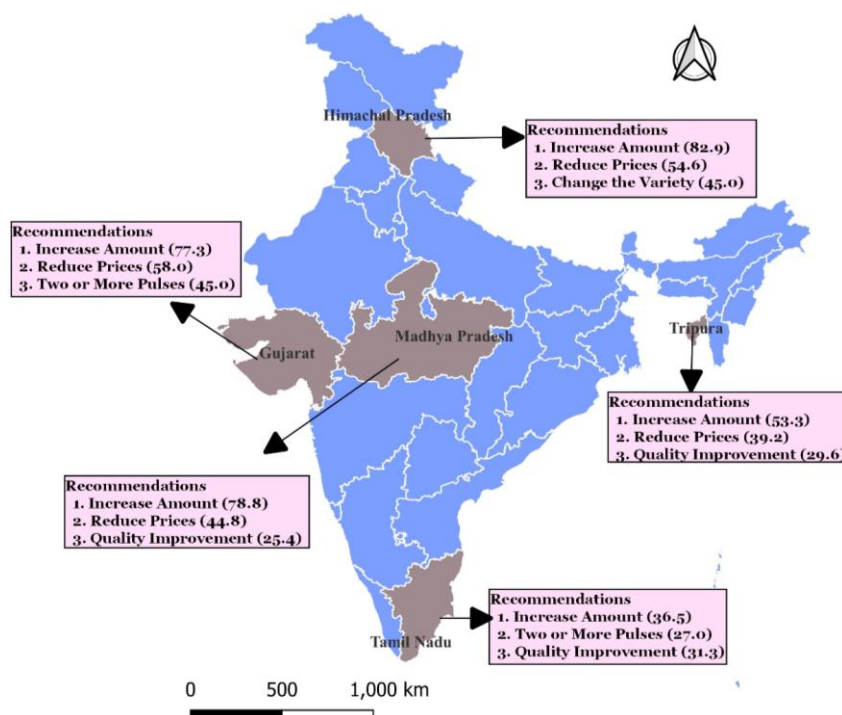 Himachal Pradesh
Recommendations
1. Increase Amount (82.9)
2. Reduce Prices (54.6)
3. Change the Variety (45.0)
Recommendations
1. Increase Amount (77.3)
2. Reduce Prices (58.0)
3. Two or More Pulses (45.0)
Gujarat
Madhya Pradesh
Tripura
Recommendations
1. Increase Amount (53.3)
2. Reduce Prices (39.2)
3. Quality Improvement (29.6)
Recommendations
1. Increase Amount (78.8)
2. Reduce Prices (44.8)
3. Quality Improvement (25.4)
Recommendations
1. Increase Amount (36.5)
2. Two or More Pulses (27.0)
3. Quality Improvement (31.3)
Tamil Nadu
0 500 1,000 km